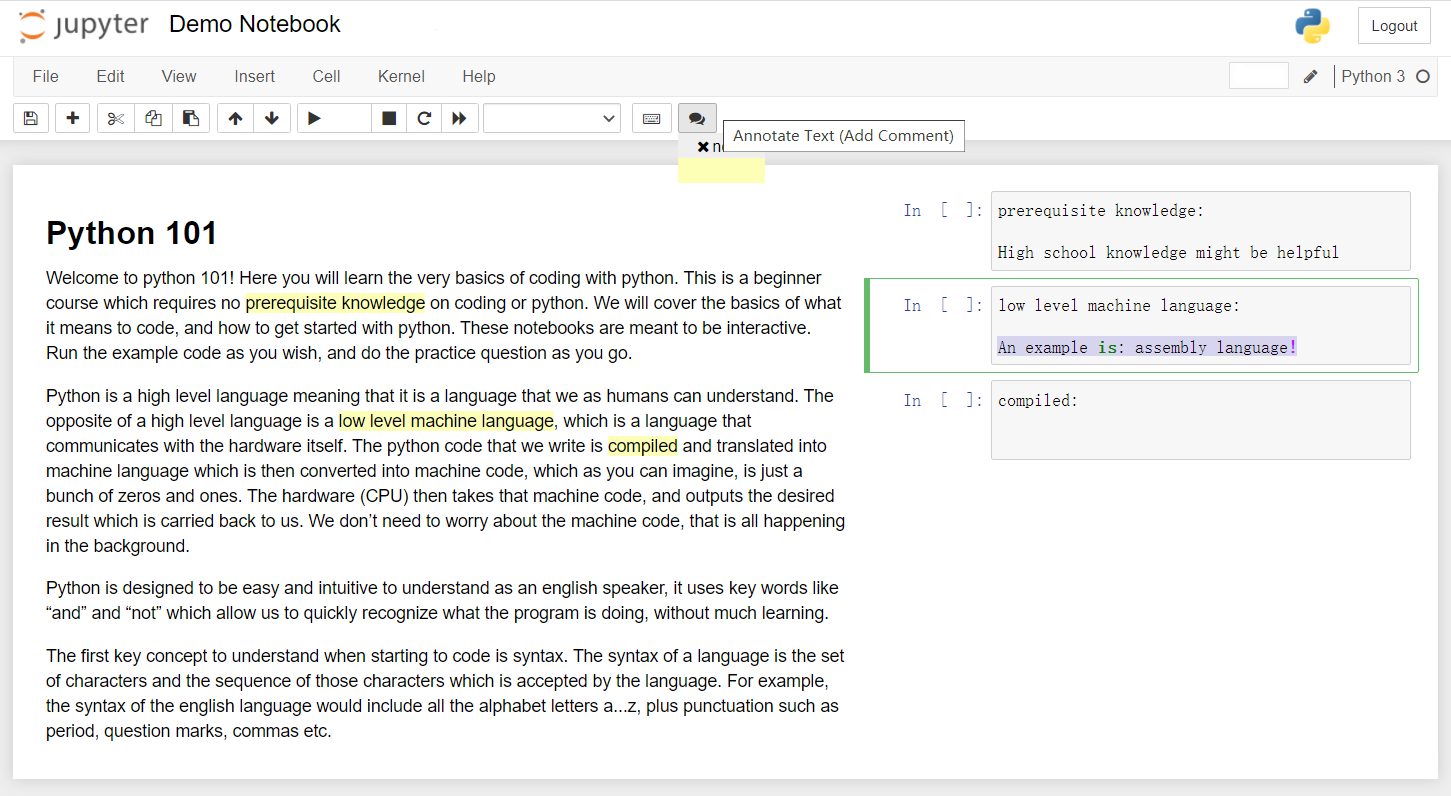 jupyter Demo Notebook
Logout
File Edit View Insert Cell Kernel Help
Python 3
Annotate Text (Add Comment)
Python 101
Welcome to python 101! Here you will learn the very basics of coding with python. This is a beginner
course which requires no prerequisite knowledge on coding or python. We will cover the basics of what
it means to code, and how to get started with python. These notebooks are meant to be interactive.
Run the example code as you wish, and do the practice question as you go.
Python is a high level language meaning that it is a language that we as humans can understand. The
opposite of a high level language is a low level machine language, which is a language that
communicates with the hardware itself. The python code that we write is compiled and translated into
machine language which is then converted into machine code, which as you can imagine, is just a
bunch of zeros and ones. The hardware (CPU) then takes that machine code, and outputs the desired
result which is carried back to us. We don’t need to worry about the machine code, that is all happening
in the background.
Python is designed to be easy and intuitive to understand as an english speaker, it uses key words like
“and” and “not” which allow us to quickly recognize what the program is doing, without much learning.
The first key concept to understand when starting to code is syntax. The syntax of a language is the set
of characters and the sequence of those characters which is accepted by the language. For example,
the syntax of the english language would include all the alphabet letters a...z, plus punctuation such as
period, question marks, commas etc.
In [ ]: prerequisite knowledge:
High school knowledge might be helpful
In [ ]: low level machine language:
An example is: assembly language!
In [ ]: compiled: